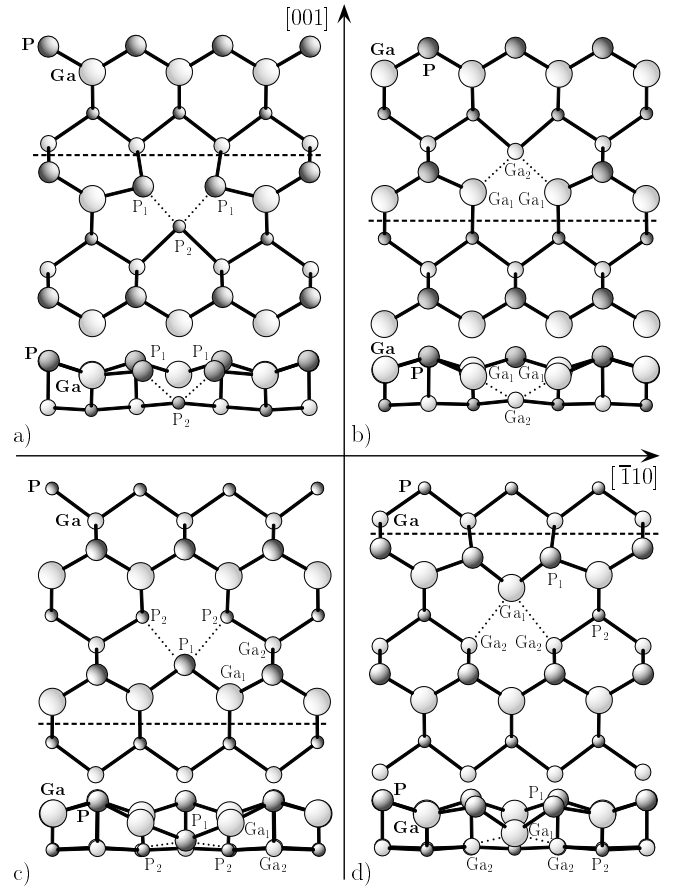 [001]
P
Ga
P₁ P₁
P₂
P P₁ P₁
Ga
P₂
a)
Ga
P
Ga₂
Ga₁ Ga₁
Ga
P Ga₁ Ga₁
Ga₂
b)
[1̅10]
P
Ga
P₂ P₂
P₁ Ga₂
Ga₁
Ga
P P₁ Ga₁
P₂ P₂ Ga₂
c)
P
Ga
P₁
Ga₁ P₂
Ga₂ Ga₂
P P₁
Ga Ga₁
Ga₂ Ga₂ P₂
d)